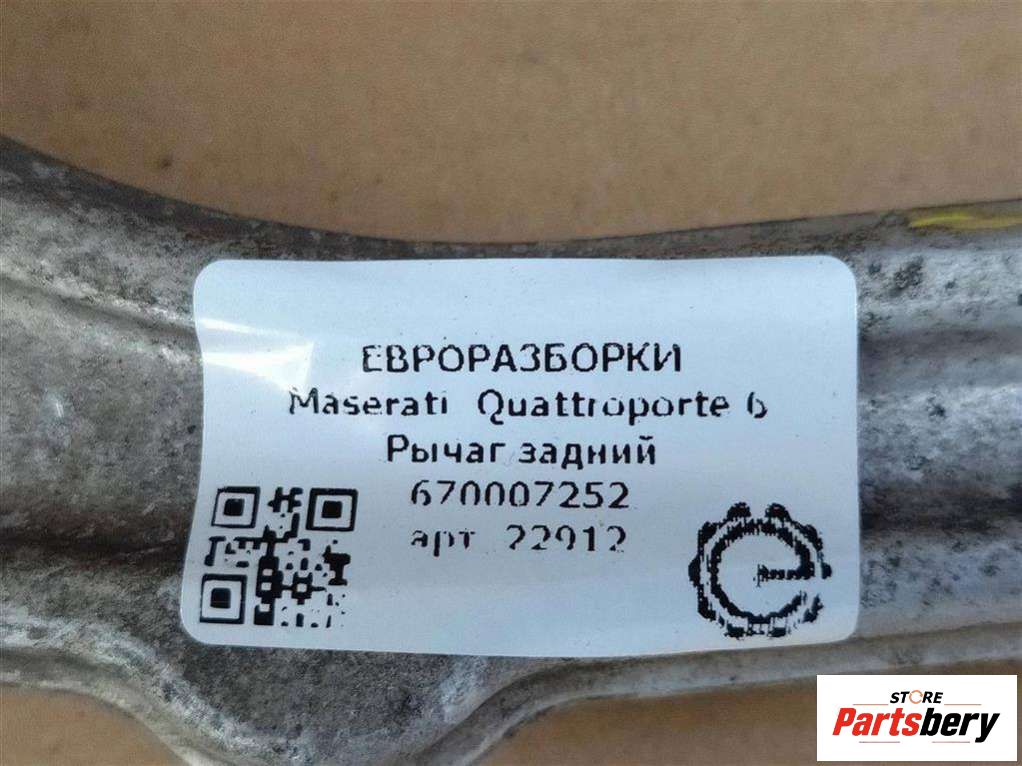 ЕВРОРАЗБОРКИ
Maserati Quattroporte 6
Рычаг задний
670007252
арт 22912
STORE
Partsbery